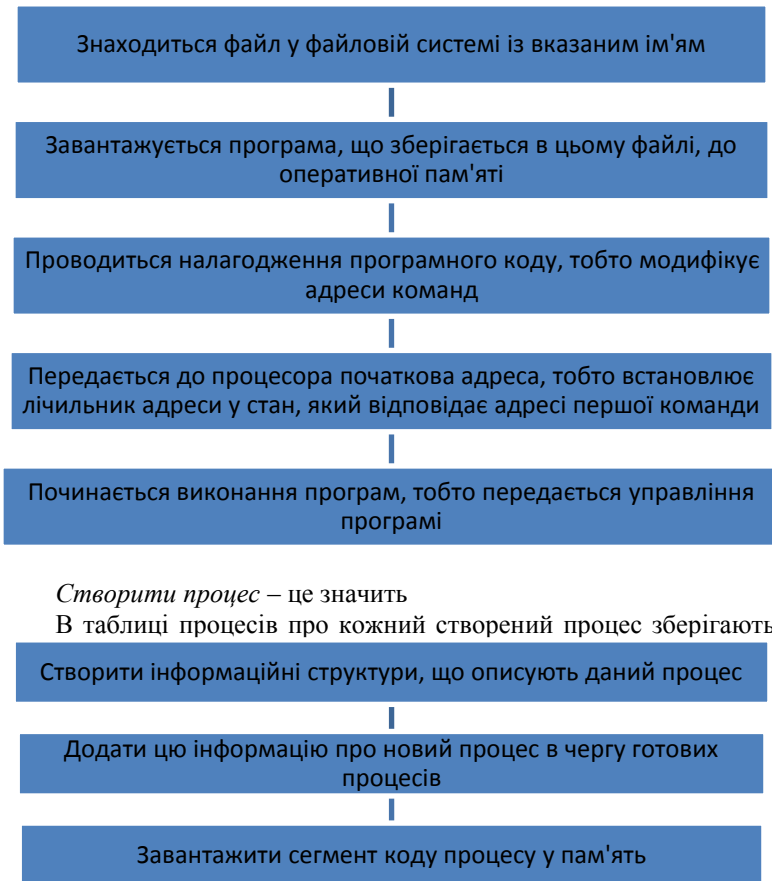 Знаходиться файл у файловій системі із вказаним ім'ям
Завантажується програма, що зберігається в цьому файлі, до
оперативної пам'яті
Проводиться налагодження програмного коду, тобто модифікує
адреси команд
Передається до процесора початкова адреса, тобто встановлює
лічильник адреси у стан, який відповідає адресі першої команди
Починається виконання програм, тобто передається управління
програмі
Створити процес – це значить
В таблиці процесів про кожний створений процес зберігають
Створити інформаційні структури, що описують даний процес
Додати цю інформацію про новий процес в чергу готових
процесів
Завантажити сегмент коду процесу у пам'ять